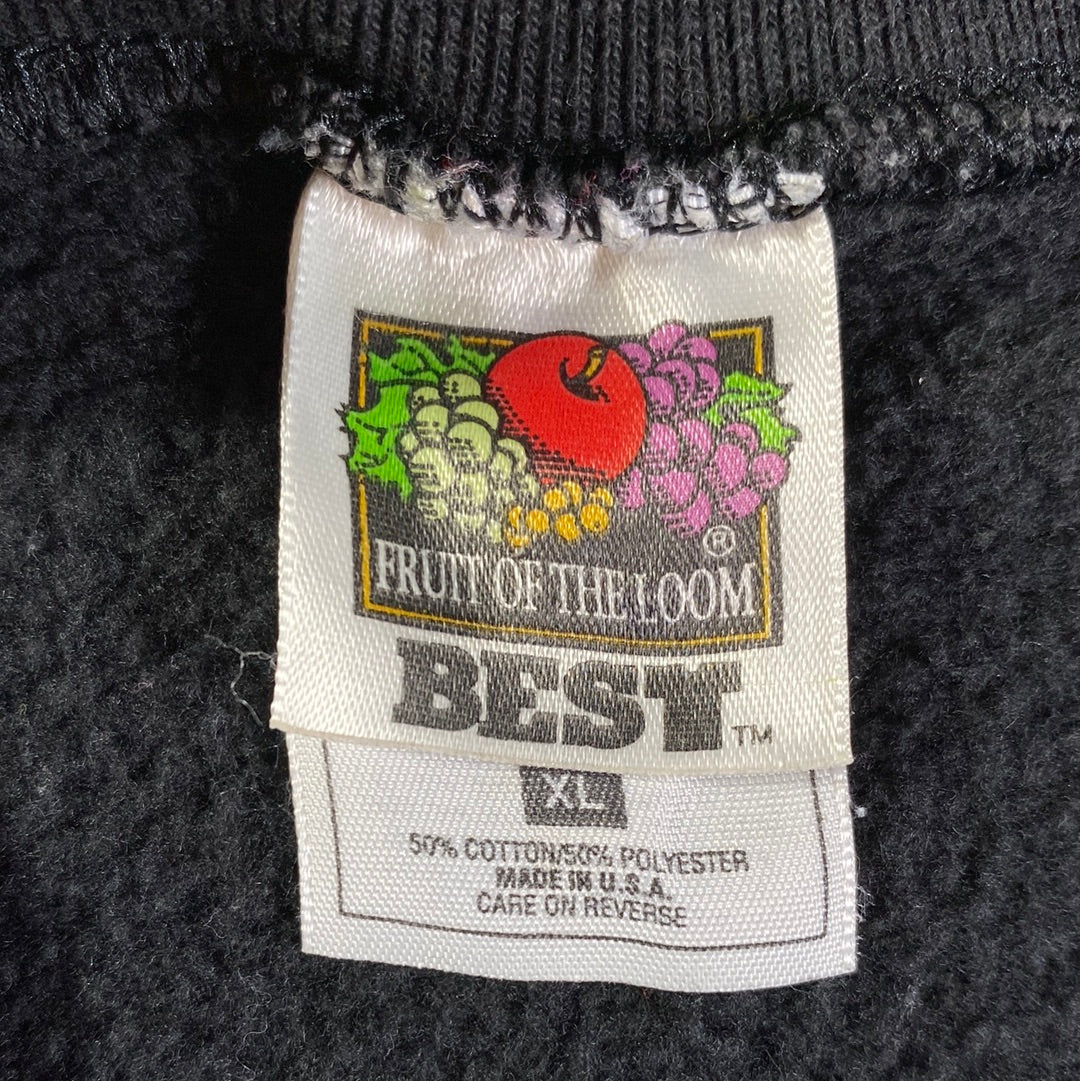 ®
FRUIT OF THE LOOM
BEST™
XL
50% COTTON/50% POLYESTER
MADE IN U.S.A.
CARE ON REVERSE